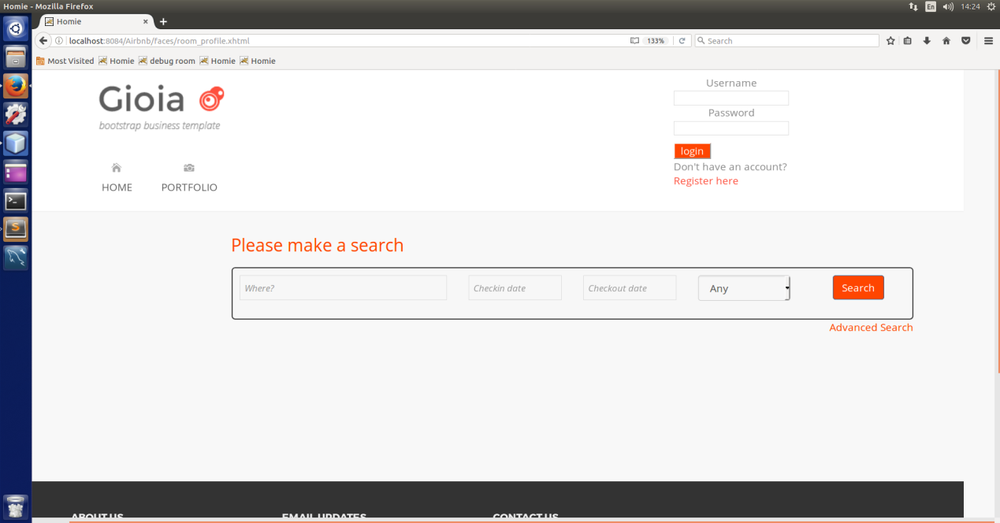 Homie - Mozilla Firefox
En
14:24
Homie × +
localhost:8084/Airbnb/faces/room_profile.xhtml
133%
Search
Most Visited Homie debug room Homie Homie
Gioia
bootstrap business template
HOME PORTFOLIO
Username
Password
login
Don't have an account?
Register here
Please make a search
Where? Checkin date Checkout date Any Search
Advanced Search
ABOUT US EMAIL UPDATES CONTACT US